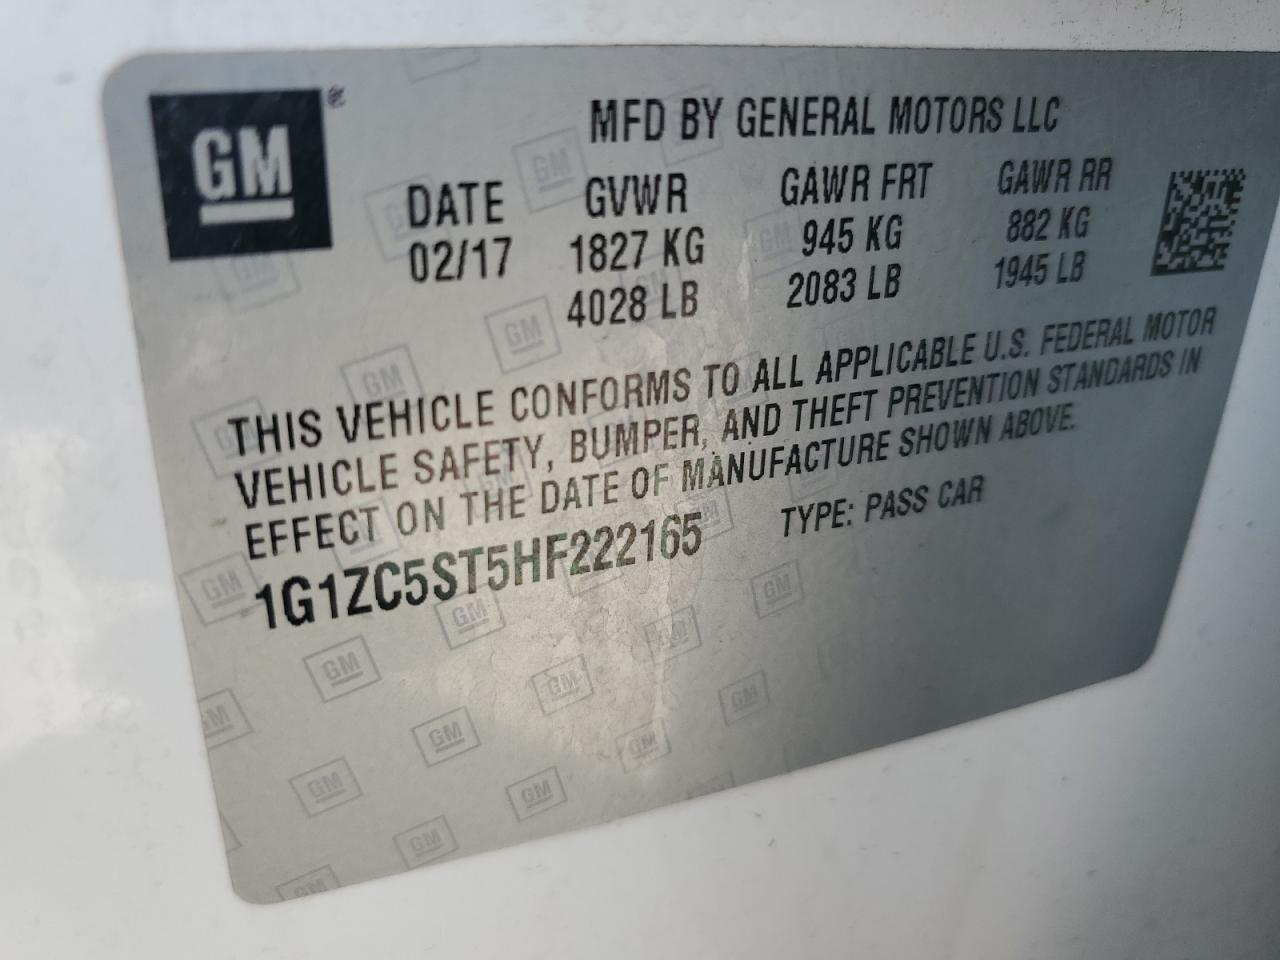 GM ®
MFD BY GENERAL MOTORS LLC
DATE GVWR GAWR FRT GAWR RR
02/17 1827 KG 945 KG 882 KG
4028 LB 2083 LB 1945 LB
THIS VEHICLE CONFORMS TO ALL APPLICABLE U.S. FEDERAL MOTOR
VEHICLE SAFETY, BUMPER, AND THEFT PREVENTION STANDARDS IN
EFFECT ON THE DATE OF MANUFACTURE SHOWN ABOVE.
1G1ZC5ST5HF222165 TYPE: PASS CAR